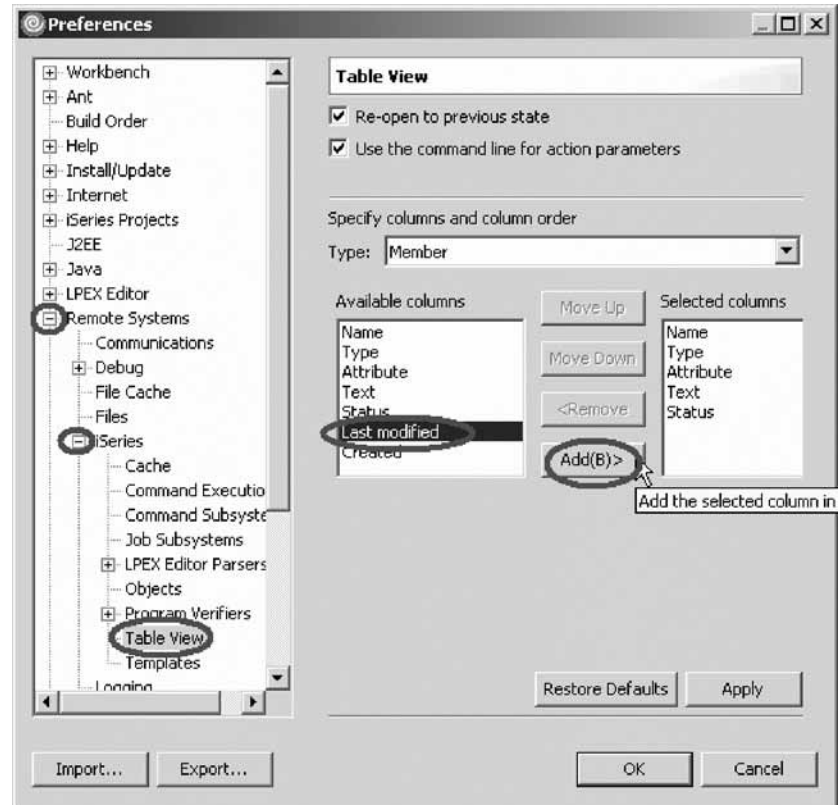 Preferences
Workbench
Ant
Build Order
Help
Install/Update
Internet
iSeries Projects
J2EE
Java
LPEX Editor
Remote Systems
Communications
Debug
File Cache
Files
iSeries
Cache
Command Executio
Command Subsyste
Job Subsystems
LPEX Editor Parsers
Objects
Program Verifiers
Table View
Templates
Logging
Table View
Re-open to previous state
Use the command line for action parameters
Specify columns and column order
Type: Member
Available columns
Name
Type
Attribute
Text
Status
Last modified
Created
Move Up
Move Down
<Remove
Add(B)>
Add the selected column in
Selected columns
Name
Type
Attribute
Text
Status
Restore Defaults
Apply
Import...
Export...
OK
Cancel